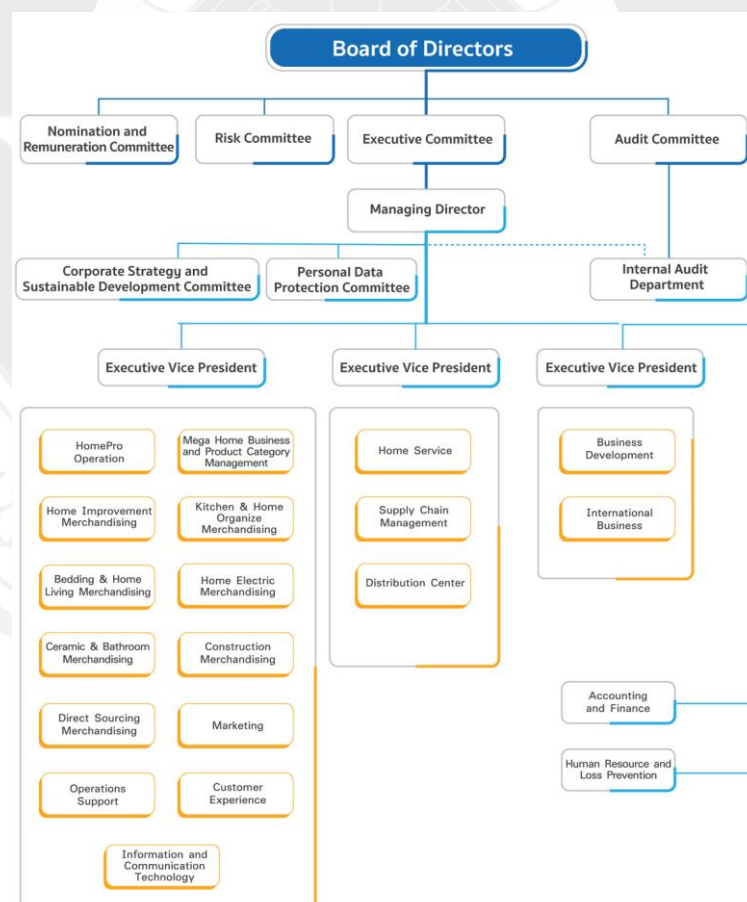 Board of Directors
Nomination and
Remuneration Committee
Risk Committee
Executive Committee
Audit Committee
Managing Director
Corporate Strategy and
Sustainable Development Committee
Personal Data
Protection Committee
Internal Audit
Department
Executive Vice President
Executive Vice President
Executive Vice President
HomePro
Operation
Mega Home Business
and Product Category
Management
Home Improvement
Merchandising
Kitchen & Home
Organize
Merchandising
Bedding & Home
Living Merchandising
Home Electric
Merchandising
Ceramic & Bathroom
Merchandising
Construction
Merchandising
Direct Sourcing
Merchandising
Marketing
Operations
Support
Customer
Experience
Information and
Communication
Technology
Home Service
Supply Chain
Management
Distribution Center
Business
Development
International
Business
Accounting
and Finance
Human Resource and
Loss Prevention